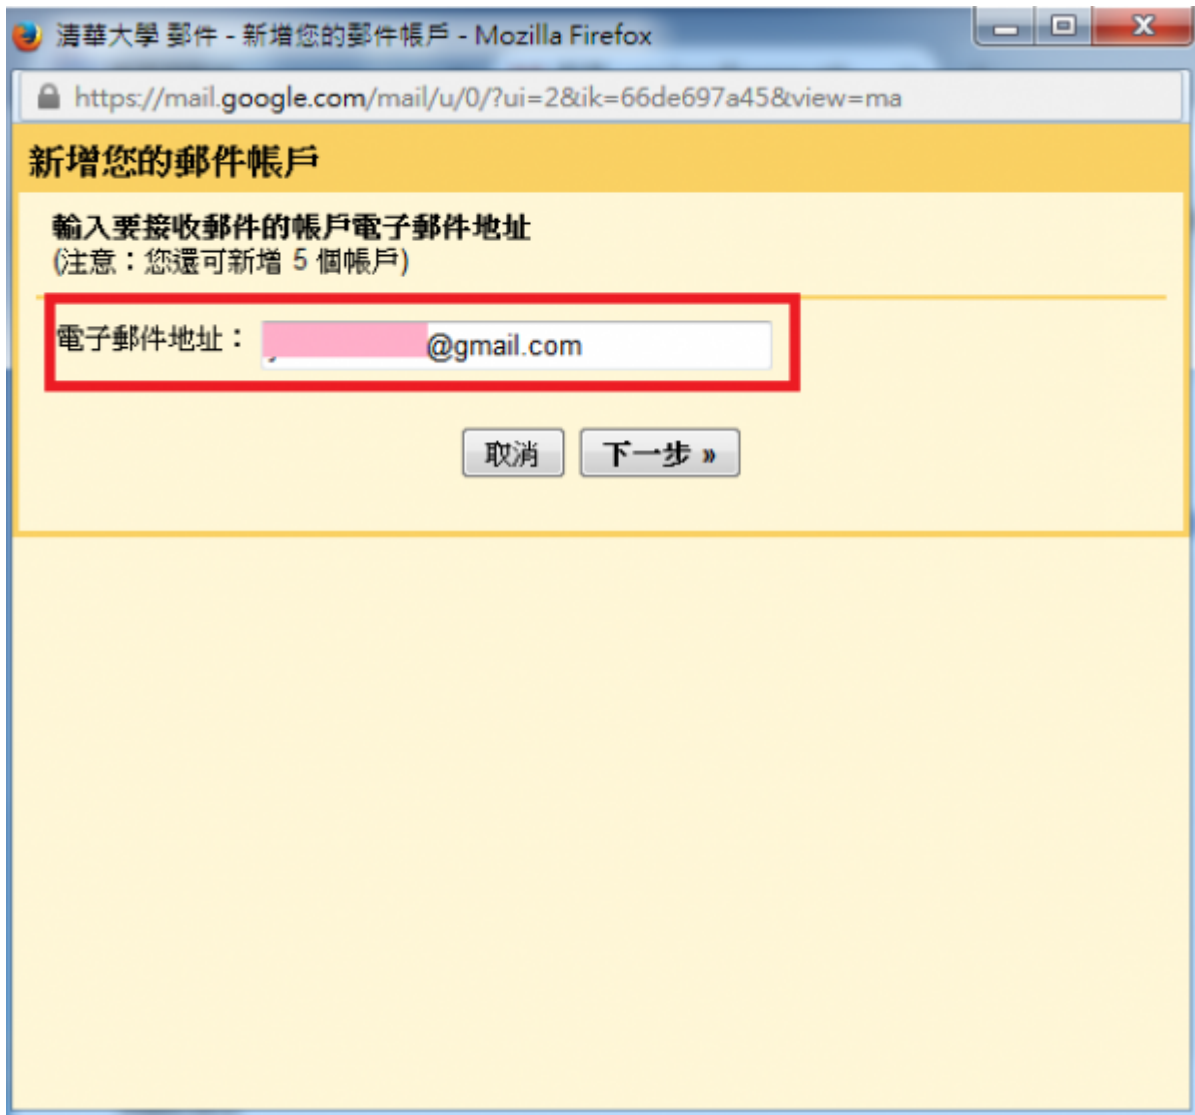 清華大學 郵件 - 新增您的郵件帳戶 - Mozilla Firefox
https://mail.google.com/mail/u/0/?ui=2&ik=66de697a45&view=ma
新增您的郵件帳戶
輸入要接收郵件的帳戶電子郵件地址
(注意：您還可新增 5 個帳戶)
電子郵件地址： @gmail.com
取消 下一步 »